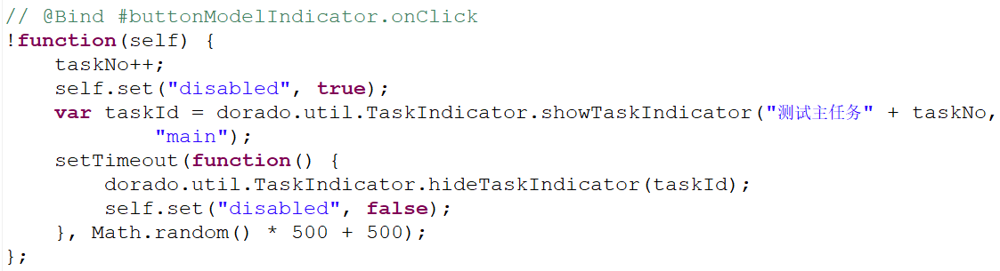 // @Bind #buttonModelIndicator.onClick
!function(self) {
    taskNo++;
    self.set("disabled", true);
    var taskId = dorado.util.TaskIndicator.showTaskIndicator("测试主任务" + taskNo,
            "main");
    setTimeout(function() {
        dorado.util.TaskIndicator.hideTaskIndicator(taskId);
        self.set("disabled", false);
    }, Math.random() * 500 + 500);
};